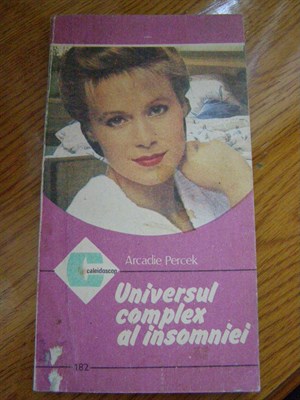 Arcadie Percek
caleidoscop
Universul
complex
al insomniei
182